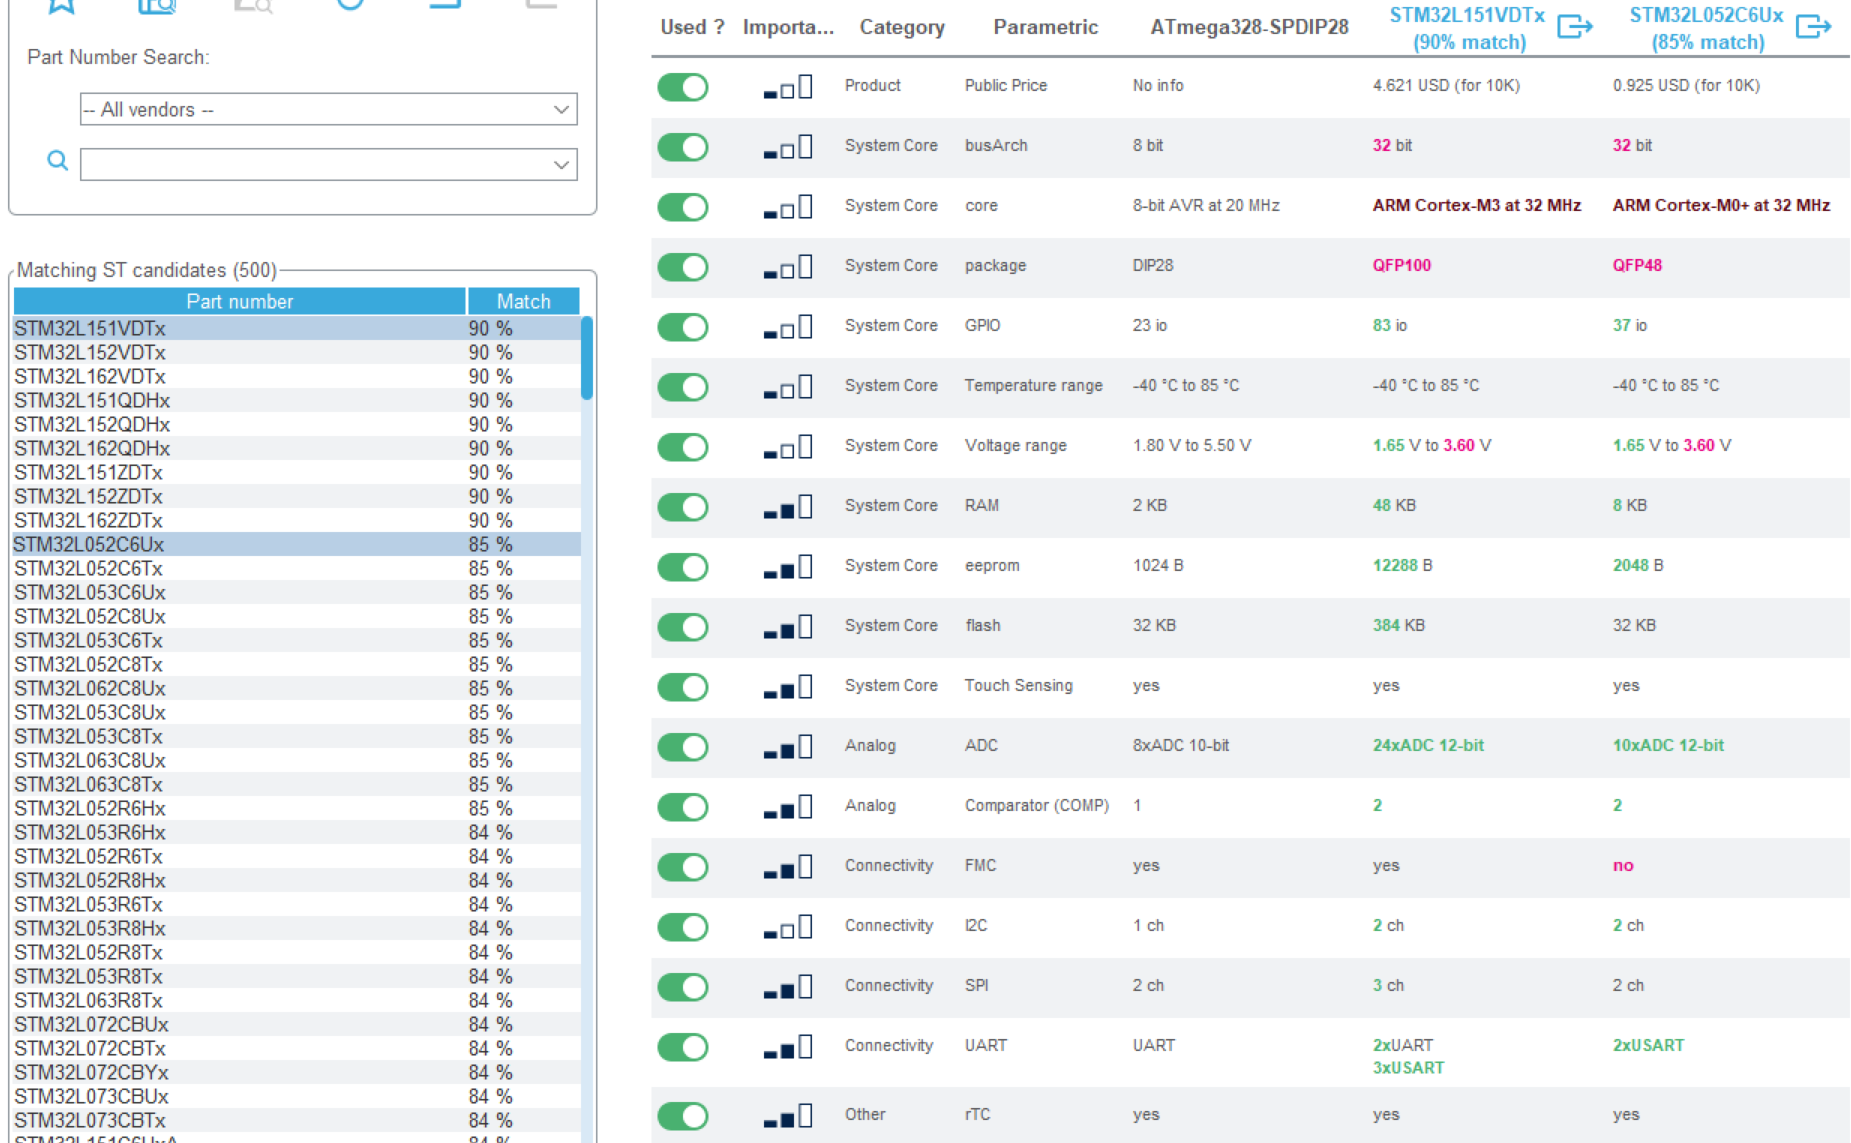 Part Number Search:
-- All vendors --
Matching ST candidates (500)
Part number Match
STM32L151VDTx 90 %
STM32L152VDTx 90 %
STM32L162VDTx 90 %
STM32L151QDHx 90 %
STM32L152QDHx 90 %
STM32L162QDHx 90 %
STM32L151ZDTx 90 %
STM32L152ZDTx 90 %
STM32L162ZDTx 90 %
STM32L052C6Ux 85 %
STM32L052C6Tx 85 %
STM32L053C6Ux 85 %
STM32L052C8Ux 85 %
STM32L053C6Tx 85 %
STM32L052C8Tx 85 %
STM32L062C8Ux 85 %
STM32L053C8Ux 85 %
STM32L053C8Tx 85 %
STM32L063C8Ux 85 %
STM32L063C8Tx 85 %
STM32L052R6Hx 85 %
STM32L053R6Hx 84 %
STM32L052R6Tx 84 %
STM32L052R8Hx 84 %
STM32L053R6Tx 84 %
STM32L053R8Hx 84 %
STM32L052R8Tx 84 %
STM32L053R8Tx 84 %
STM32L063R8Tx 84 %
STM32L072CBUx 84 %
STM32L072CBTx 84 %
STM32L072CBYx 84 %
STM32L073CBUx 84 %
STM32L073CBTx 84 %
STM32L151C6UxA 84 %
Used ? Importa... Category Parametric ATmega328-SPDIP28 STM32L151VDTx (90% match) STM32L052C6Ux (85% match)
Product Public Price No info 4.621 USD (for 10K) 0.925 USD (for 10K)
System Core busArch 8 bit 32 bit 32 bit
System Core core 8-bit AVR at 20 MHz ARM Cortex-M3 at 32 MHz ARM Cortex-M0+ at 32 MHz
System Core package DIP28 QFP100 QFP48
System Core GPIO 23 io 83 io 37 io
System Core Temperature range -40 °C to 85 °C -40 °C to 85 °C -40 °C to 85 °C
System Core Voltage range 1.80 V to 5.50 V 1.65 V to 3.60 V 1.65 V to 3.60 V
System Core RAM 2 KB 48 KB 8 KB
System Core eeprom 1024 B 12288 B 2048 B
System Core flash 32 KB 384 KB 32 KB
System Core Touch Sensing yes yes yes
Analog ADC 8xADC 10-bit 24xADC 12-bit 10xADC 12-bit
Analog Comparator (COMP) 1 2 2
Connectivity FMC yes yes no
Connectivity I2C 1 ch 2 ch 2 ch
Connectivity SPI 2 ch 3 ch 2 ch
Connectivity UART UART 2xUART 2xUSART
3xUSART
Other rTC yes yes yes